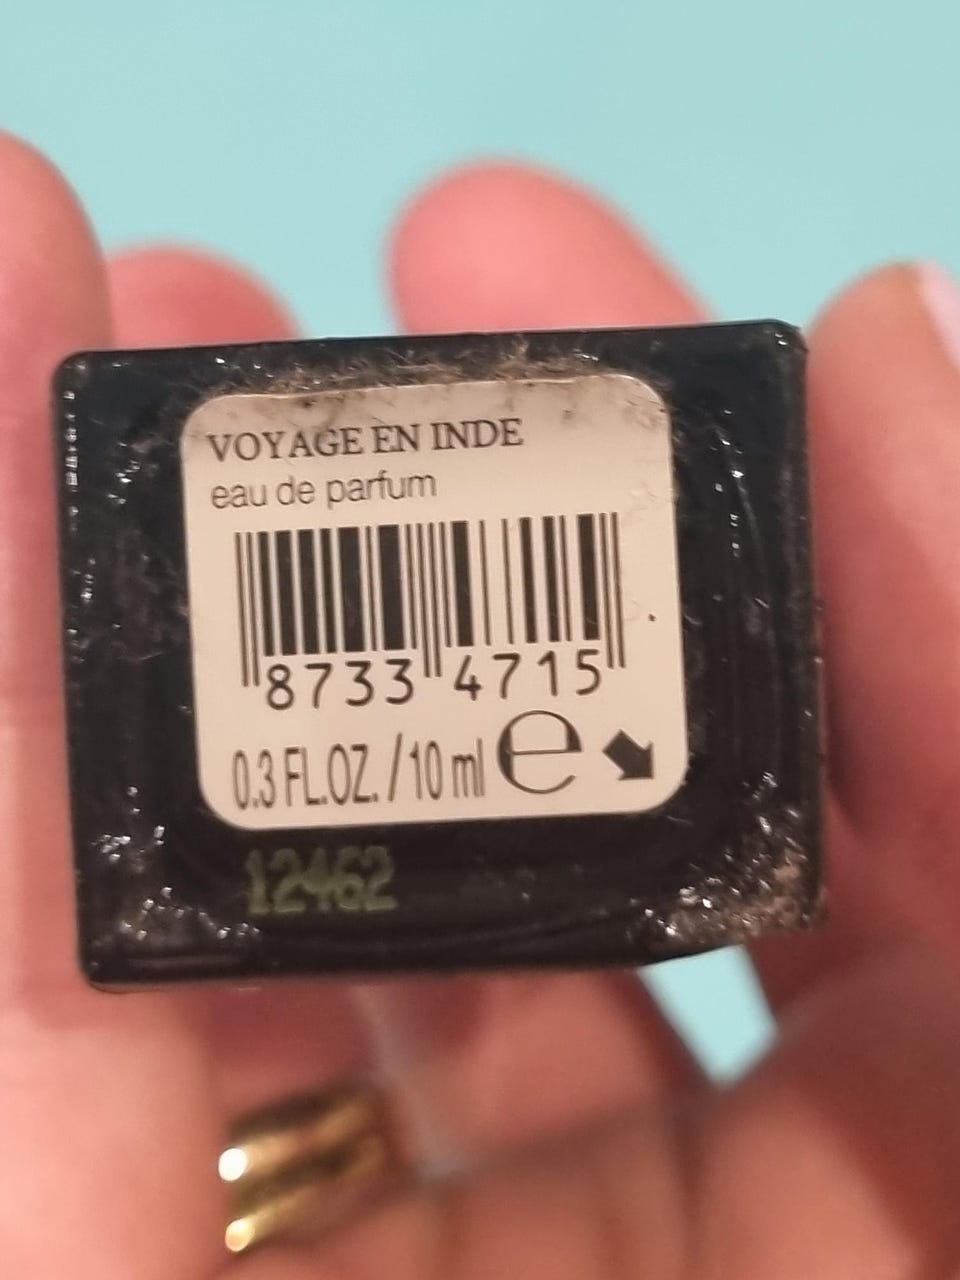 VOYAGE EN INDE
eau de parfum
8733 4715
0.3 FL.OZ. / 10 ml e
12462